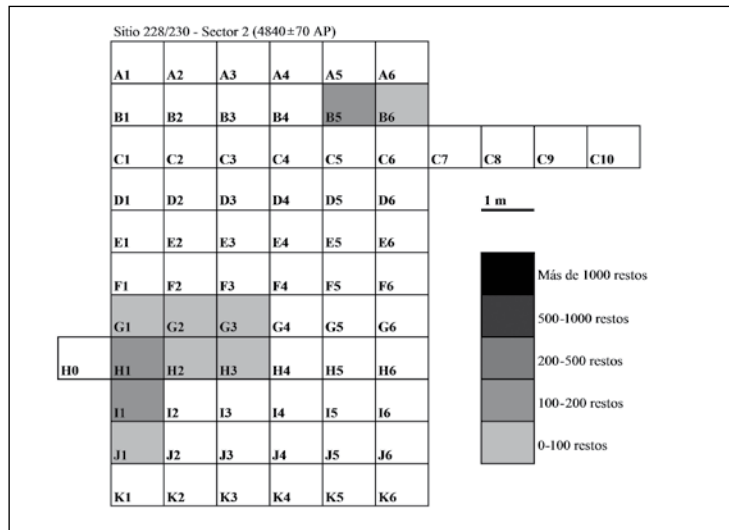 Sitio 228/230 - Sector 2 (4840±70 AP)
A1 A2 A3 A4 A5 A6
B1 B2 B3 B4 B5 B6
C1 C2 C3 C4 C5 C6 C7 C8 C9 C10
D1 D2 D3 D4 D5 D6
1 m
E1 E2 E3 E4 E5 E6
Más de 1000 restos
F1 F2 F3 F4 F5 F6
500-1000 restos
G1 G2 G3 G4 G5 G6
200-500 restos
H0 H1 H2 H3 H4 H5 H6
100-200 restos
I1 I2 I3 I4 I5 I6
0-100 restos
J1 J2 J3 J4 J5 J6
K1 K2 K3 K4 K5 K6